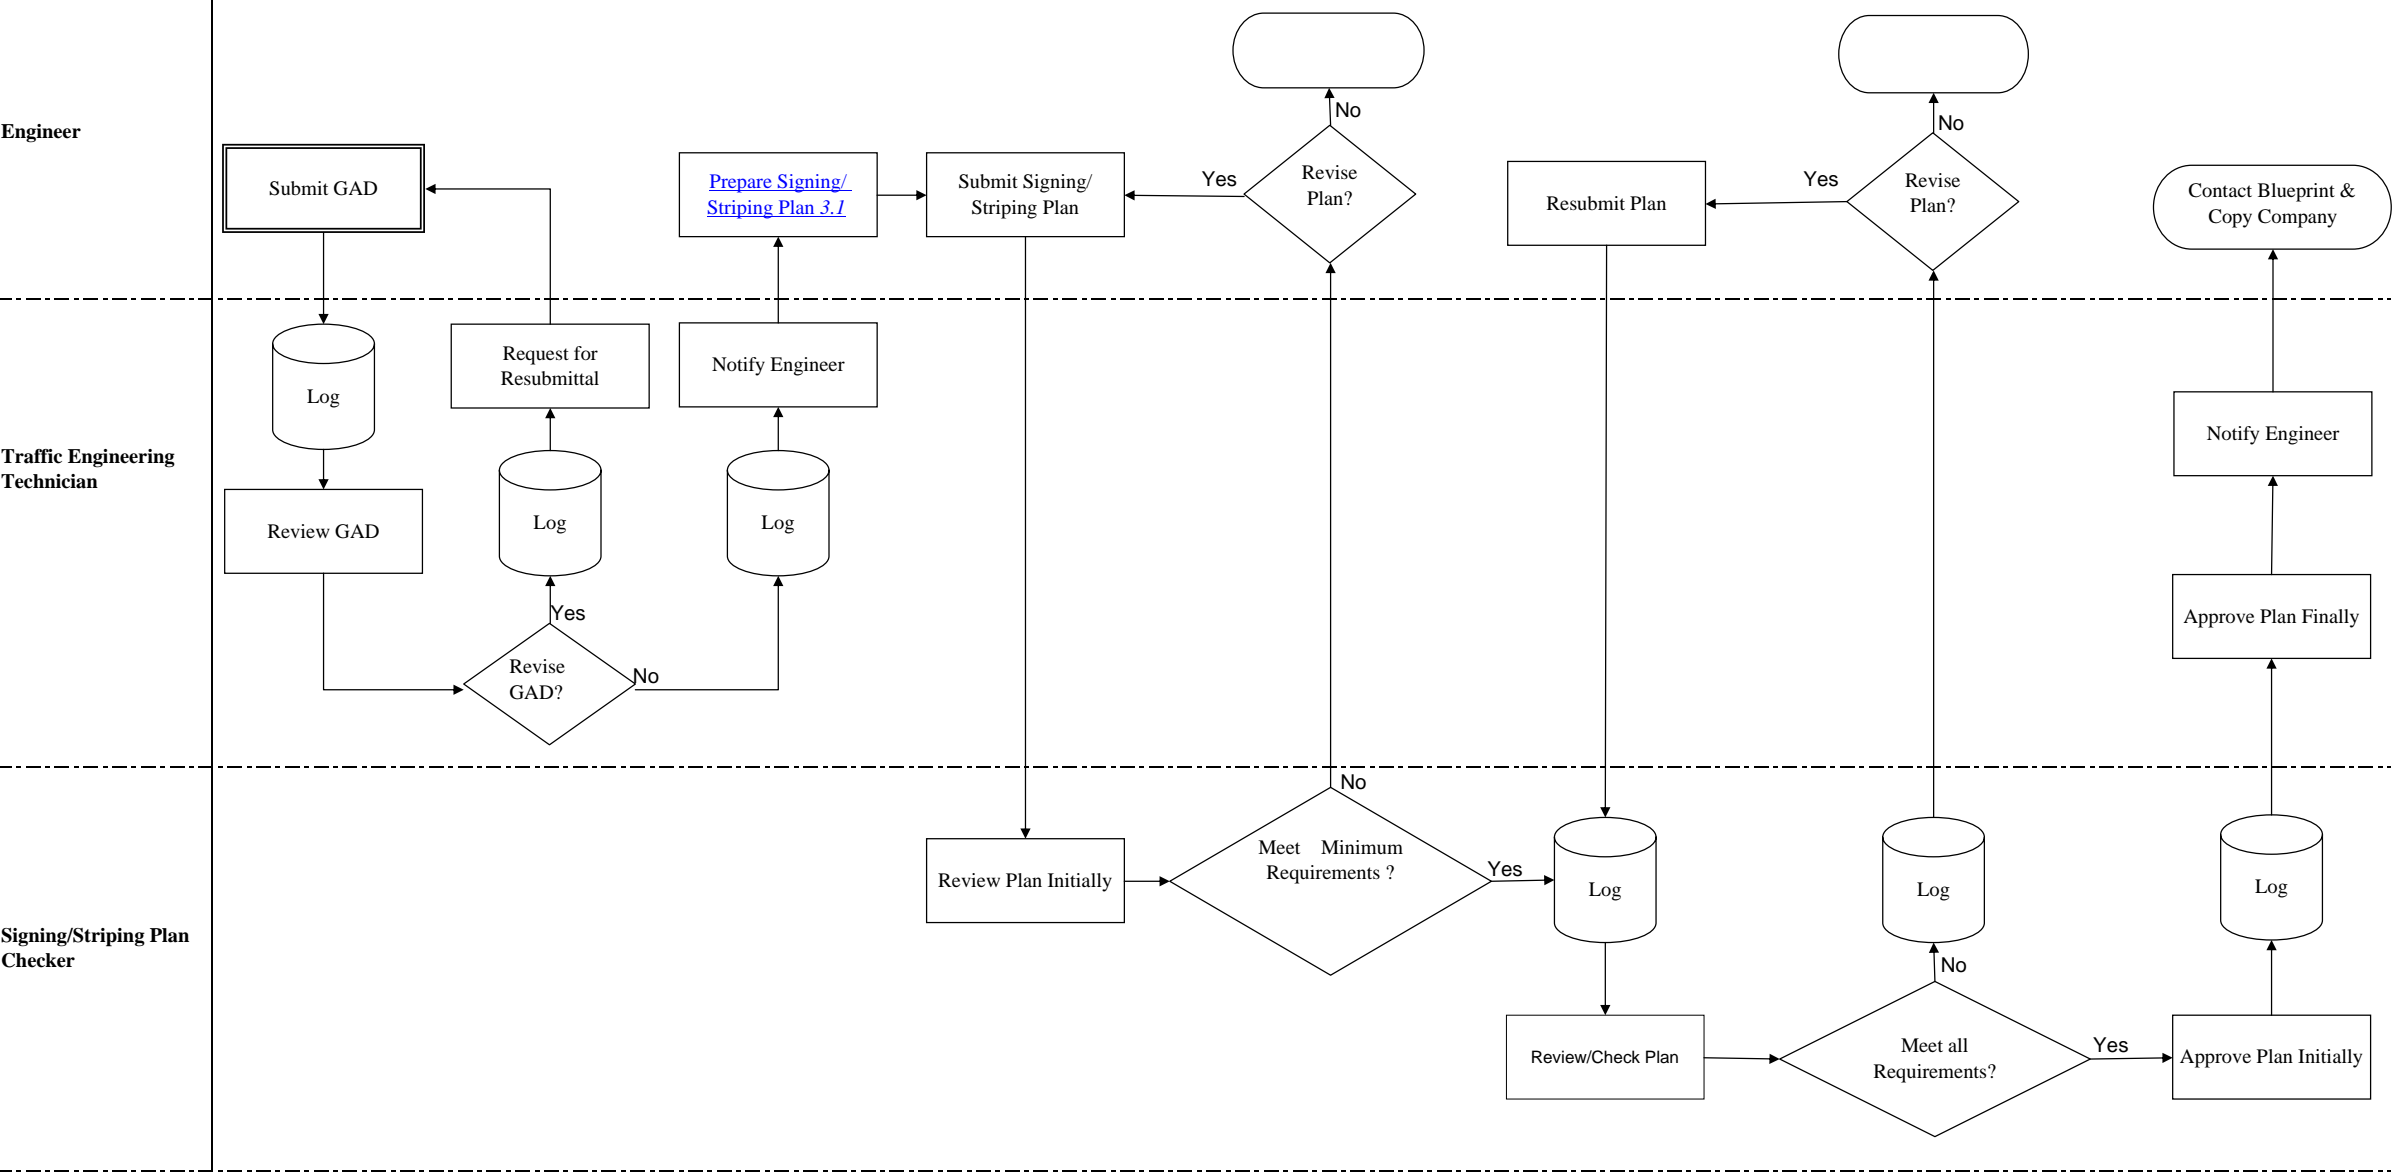 Engineer
Submit GAD
Prepare Signing/
Striping Plan 3.1
Submit Signing/
Striping Plan
Yes
Revise
Plan?
No
Resubmit Plan
Yes
Revise
Plan?
No
Contact Blueprint &
Copy Company
Traffic Engineering
Technician
Log
Review GAD
Request for
Resubmittal
Log
Yes
Revise
GAD?
No
Notify Engineer
Log
Notify Engineer
Approve Plan Finally
Signing/Striping Plan
Checker
Review Plan Initially
No
Meet Minimum
Requirements ?
Yes
Log
Review/Check Plan
Log
No
Meet all
Requirements?
Yes
Log
Approve Plan Initially